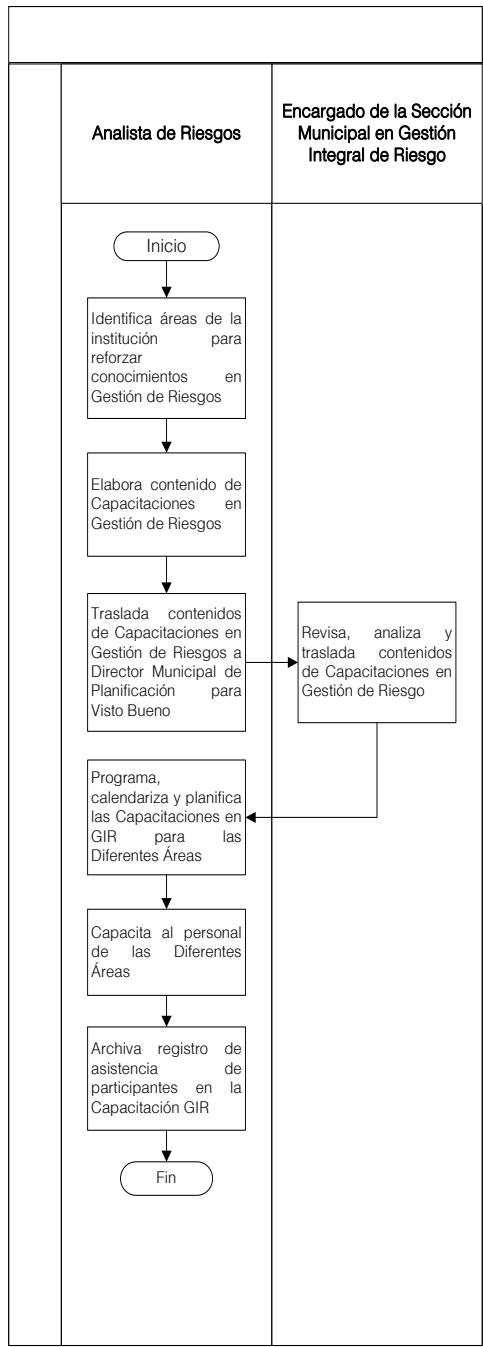 Analista de Riesgos
Encargado de la Sección
Municipal en Gestión
Integral de Riesgo
Inicio
Identifica áreas de la
institución para
reforzar
conocimientos en
Gestión de Riesgos
Elabora contenido de
Capacitaciones en
Gestión de Riesgos
Traslada contenidos
de Capacitaciones en
Gestión de Riesgos a
Director Municipal de
Planificación para
Visto Bueno
Revisa, analiza y
traslada contenidos
de Capacitaciones en
Gestión de Riesgo
Programa,
calendariza y planifica
las Capacitaciones en
GIR para las
Diferentes Áreas
Capacita al personal
de las Diferentes
Áreas
Archiva registro de
asistencia de
participantes en la
Capacitación GIR
Fin